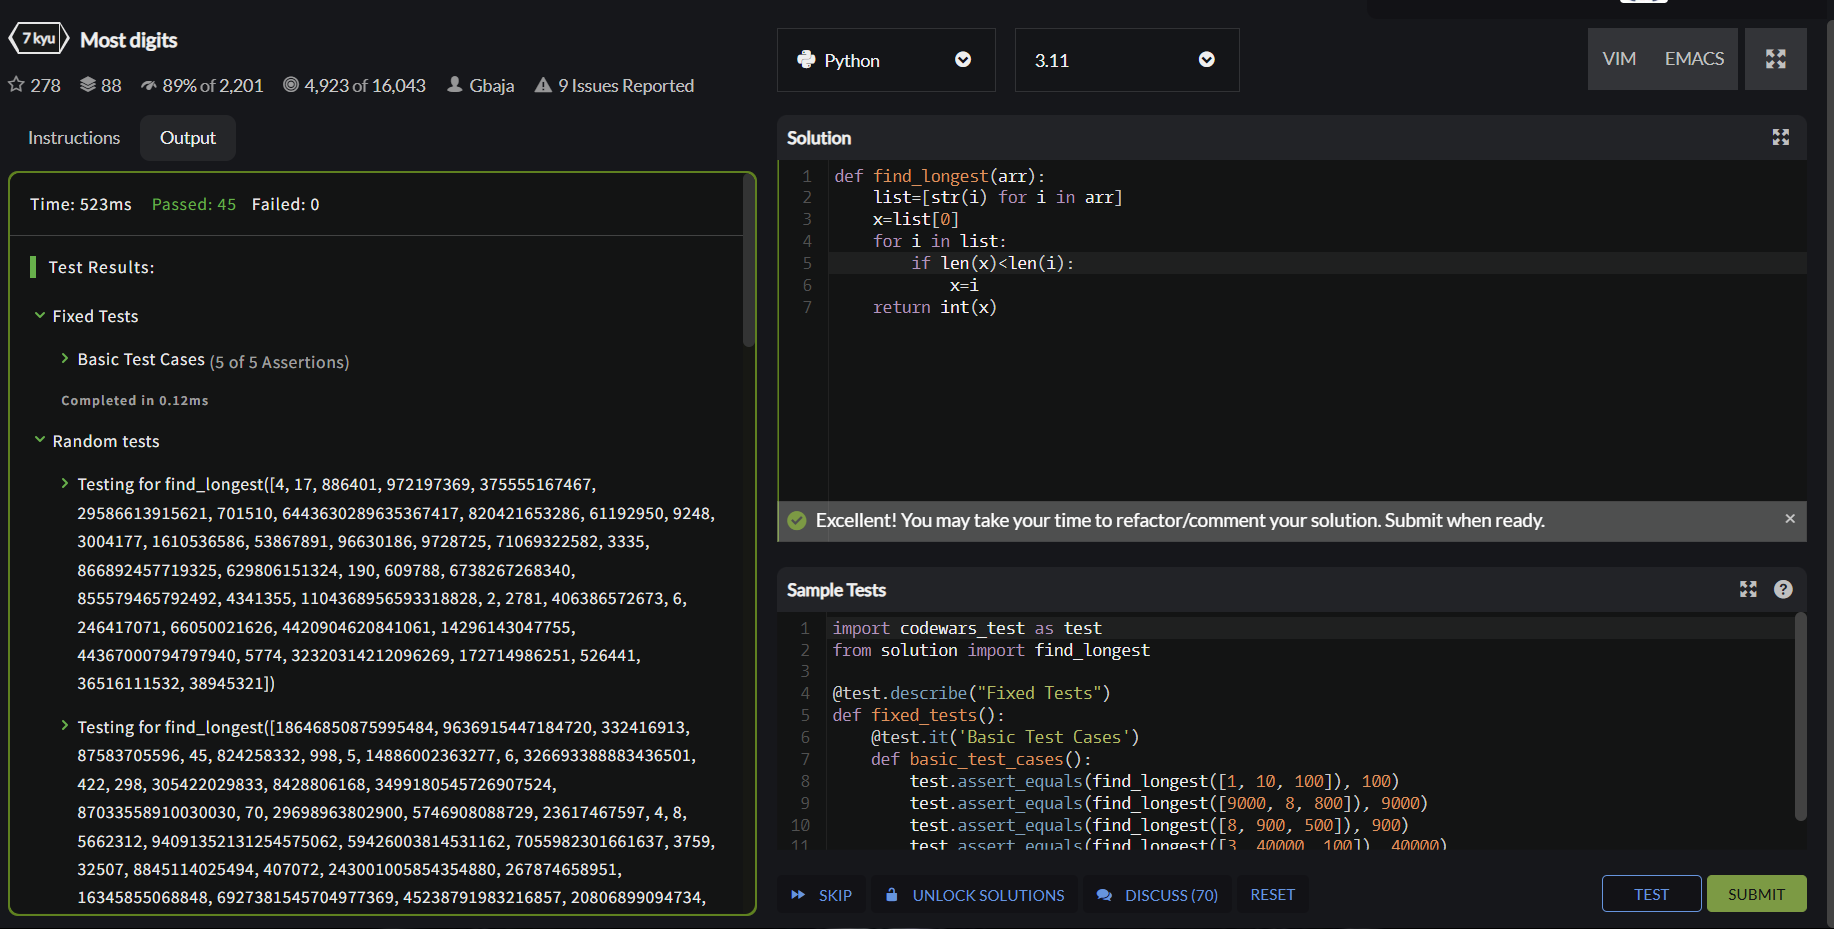 7 kyu
Most digits
278 88 89% of 2,201 4,923 of 16,043 Gbaja 9 Issues Reported
Instructions Output
Time: 523ms Passed: 45 Failed: 0
Test Results:
Fixed Tests
Basic Test Cases (5 of 5 Assertions)
Completed in 0.12ms
Random tests
Testing for find_longest([4, 17, 886401, 972197369, 375555167467,
29586613915621, 701510, 6443630289635367417, 820421653286, 61192950, 9248,
3004177, 1610536586, 53867891, 96630186, 9728725, 71069322582, 3335,
866892457719325, 629806151324, 190, 609788, 6738267268340,
855579465792492, 4341355, 1104368956593318828, 2, 2781, 406386572673, 6,
246417071, 66050021626, 4420904620841061, 14296143047755,
44367000794797940, 5774, 32320314212096269, 172714986251, 526441,
36516111532, 38945321])
Testing for find_longest([18646850875995484, 9636915447184720, 332416913,
87583705596, 45, 824258332, 998, 5, 14886002363277, 6, 326693388883436501,
422, 298, 305422029833, 8428806168, 3499180545726907524,
87033558910030030, 70, 29698963802900, 5746908088729, 23617467597, 4, 8,
5662312, 94091352131254575062, 59426003814531162, 7055982301661637, 3759,
32507, 8845114025494, 407072, 243001005854354880, 267874658951,
16345855068848, 6927381545704977369, 45238791983216857, 20806899094734,
Python
3.11
VIM EMACS
Solution
1 def find_longest(arr):
2 list=[str(i) for i in arr]
3 x=list[0]
4 for i in list:
5 if len(x)<len(i):
6 x=i
7 return int(x)
Excellent! You may take your time to refactor/comment your solution. Submit when ready. ×
Sample Tests
?
1 import codewars_test as test
2 from solution import find_longest
3
4 @test.describe("Fixed Tests")
5 def fixed_tests():
6 @test.it('Basic Test Cases')
7 def basic_test_cases():
8 test.assert_equals(find_longest([1, 10, 100]), 100)
9 test.assert_equals(find_longest([9000, 8, 800]), 9000)
10 test.assert_equals(find_longest([8, 900, 500]), 900)
11 test.assert_equals(find_longest([3, 40000, 100]), 40000)
SKIP UNLOCK SOLUTIONS DISCUSS (70) RESET TEST SUBMIT